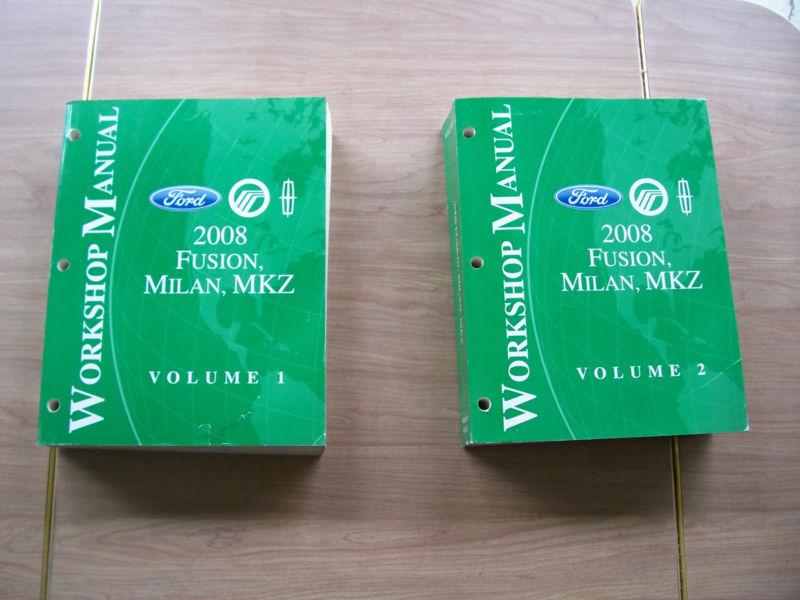 WORKSHOP MANUAL
Ford
2008
FUSION,
MILAN, MKZ
VOLUME 1
WORKSHOP MANUAL
Ford
2008
FUSION,
MILAN, MKZ
VOLUME 2